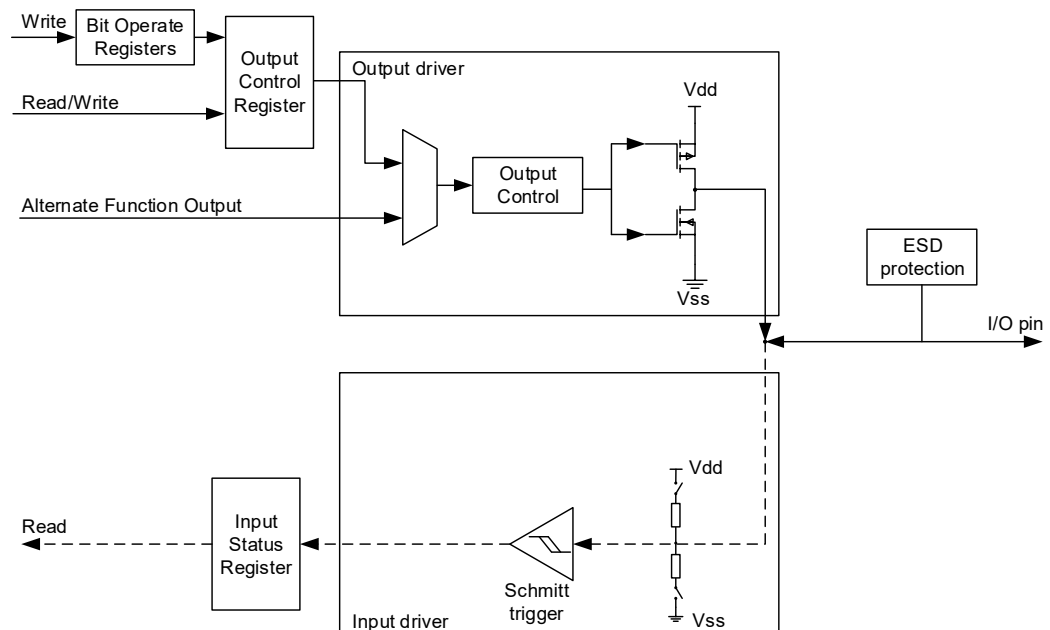 Write
Bit Operate
Registers
Output
Control
Register
Read/Write
Alternate Function Output
Output driver
Vdd
Output
Control
Vss
ESD
protection
I/O pin
Vdd
Read
Input
Status
Register
Schmitt
trigger
Vss
Input driver